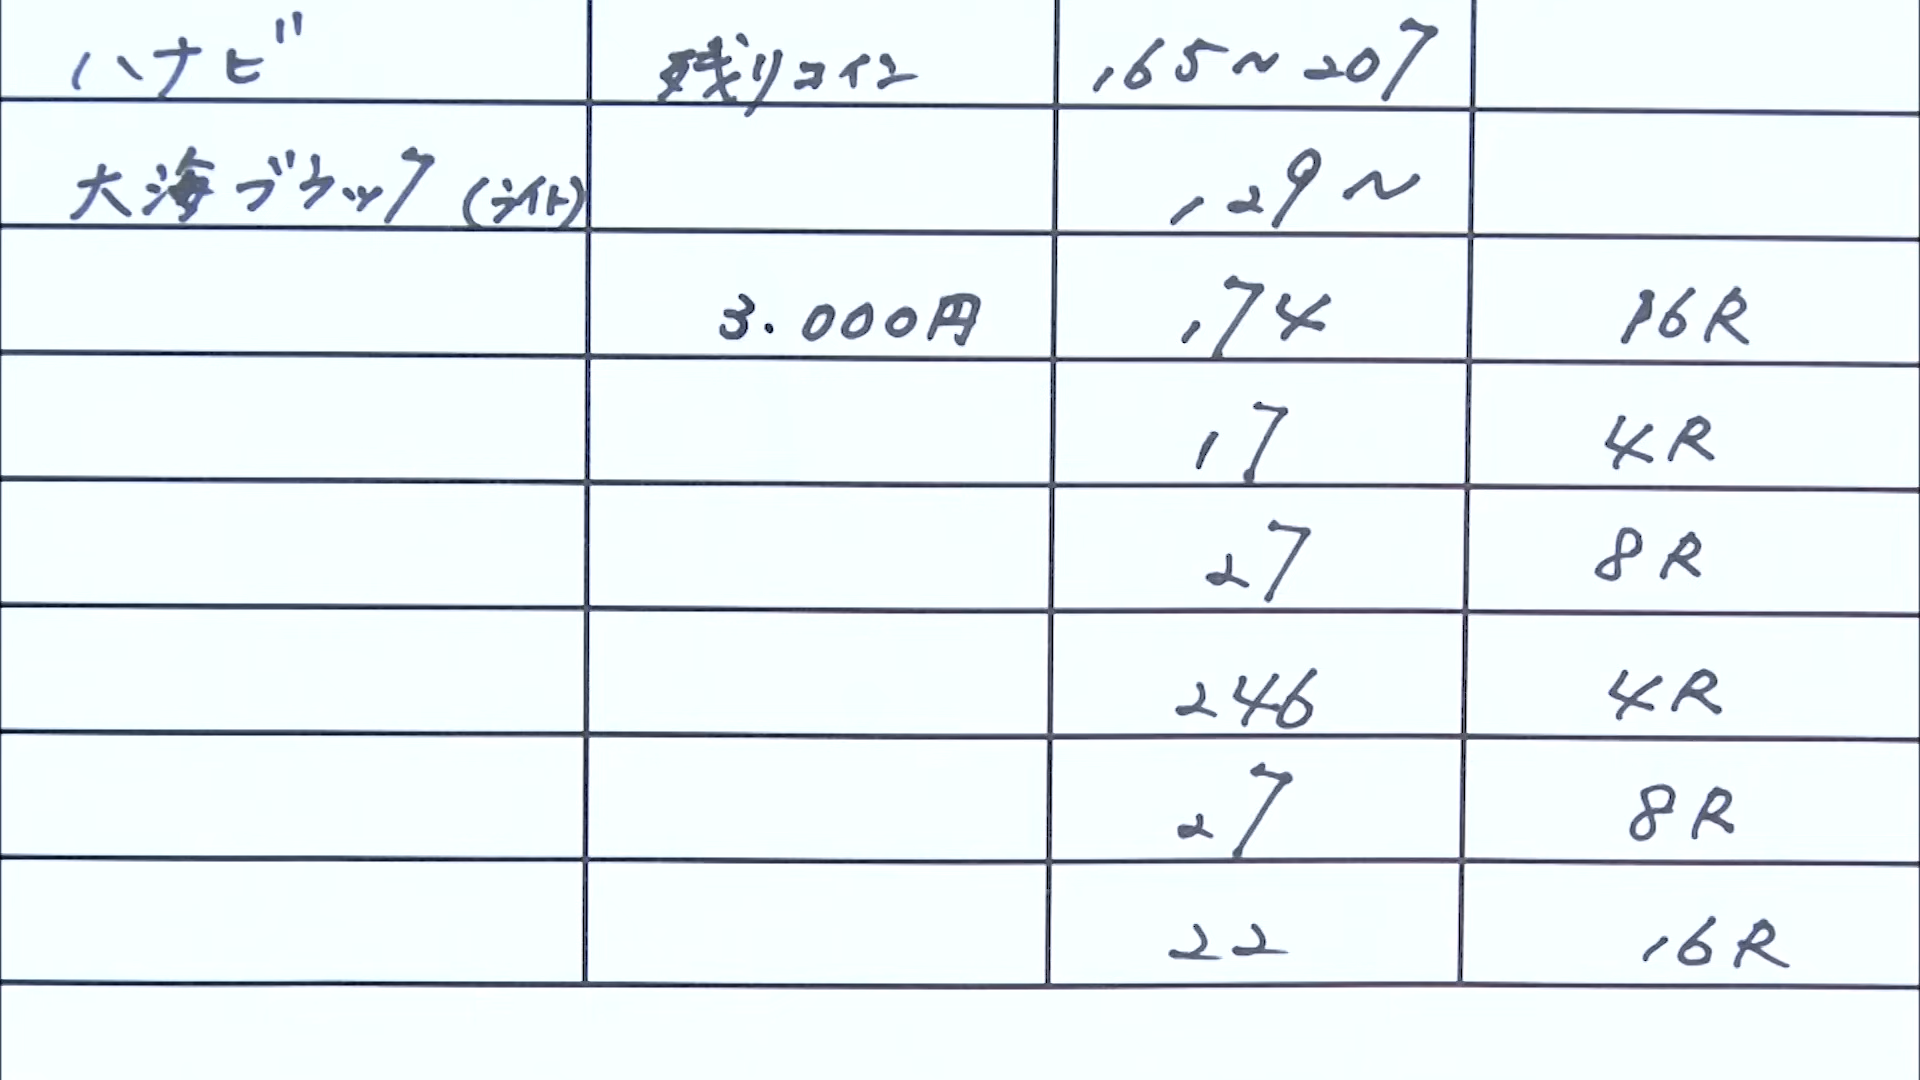 ハナビ 残りコイン 165～207
大海ブラック(ライト) 129～
3.000円 174 16R
17 4R
27 8R
246 4R
27 8R
22 16R